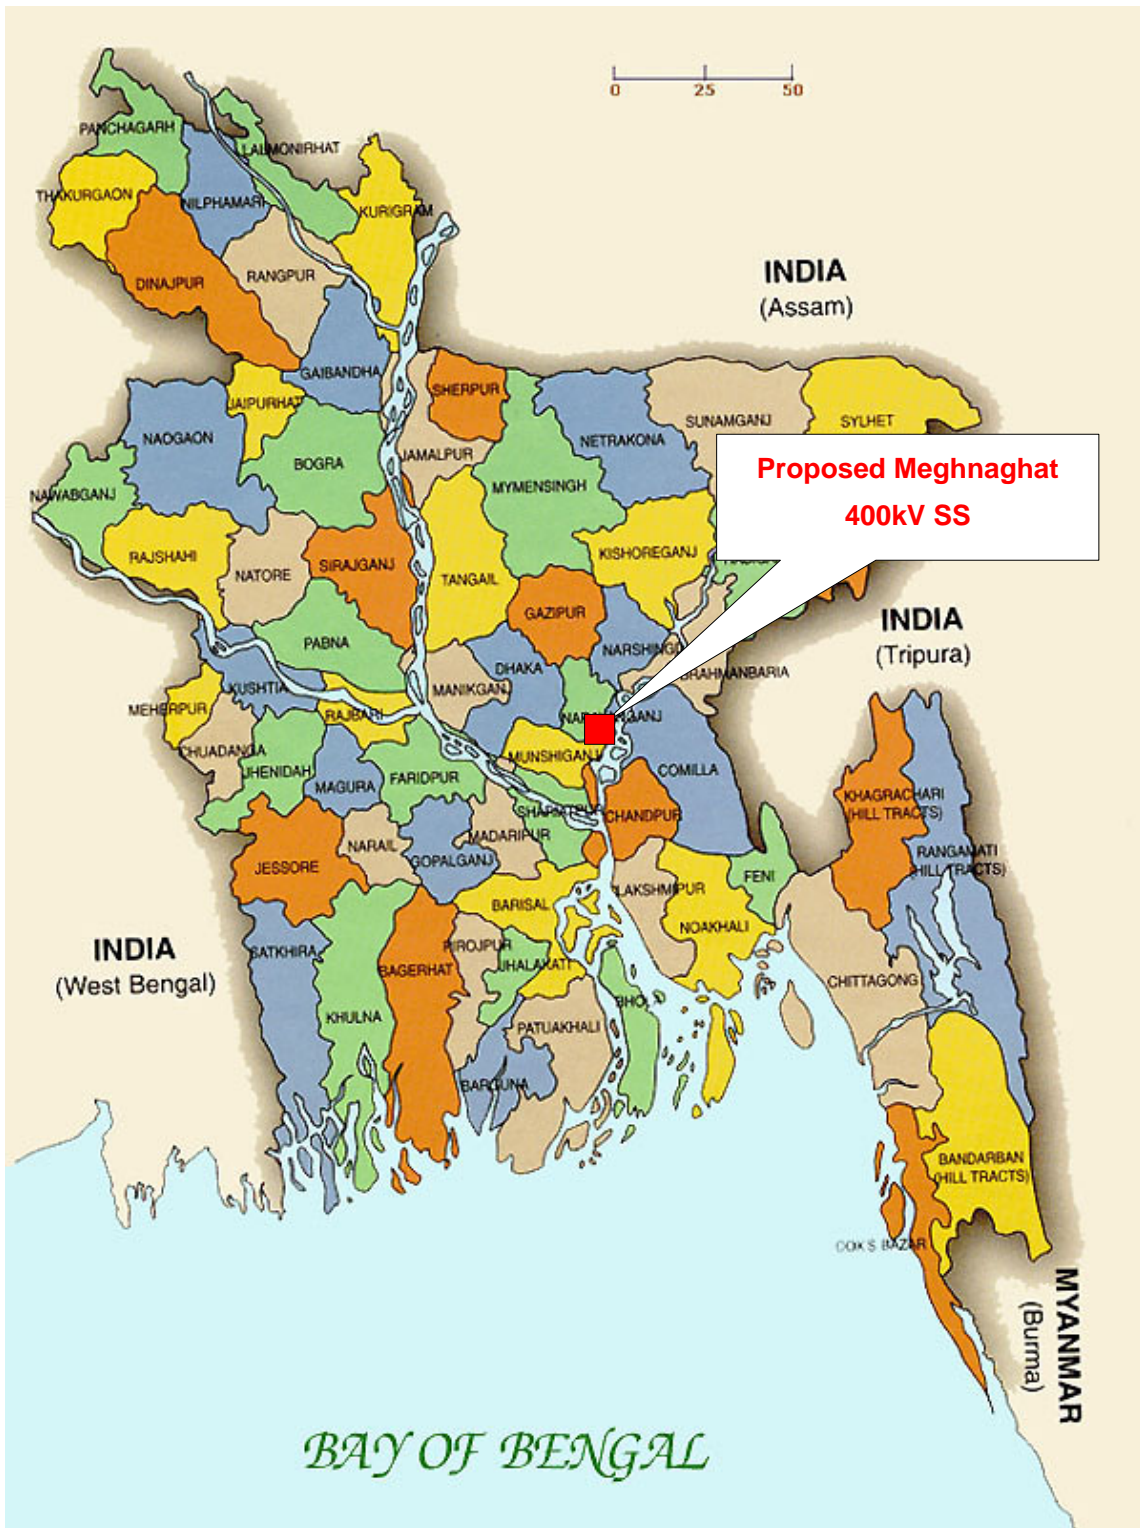 0 25 50
PANCHAGARH
LALMONIRHAT
THAKURGAON
NILPHAMARI
KURIGRAM
DINAJPUR
RANGPUR
INDIA
(Assam)
GAIBANDHA
SHERPUR
JAIPURHAT
NAOGAON
BOGRA
JAMALPUR
NETRAKONA
SUNAMGANJ
SYLHET
MYMENSINGH
Proposed Meghnaghat
400kV SS
NAWABGANJ
RAJSHAHI
NATORE
SIRAJGANJ
TANGAIL
KISHOREGANJ
GAZIPUR
PABNA
DHAKA
NARSHINGDI
INDIA
(Tripura)
BRAHMANBARIA
KUSHTIA
MANIKGANJ
MEHERPUR
RAJBARI
CHUADANGA
MUNSHIGANJ
JHENIDAH
MAGURA
FARIDPUR
COMILLA
SHARIATPUR
CHANDPUR
KHAGRACHARI
(HILL TRACTS)
NARAIL
MADARIPUR
GOPALGANJ
JESSORE
RANGAMATI
(HILL TRACTS)
FENI
LAKSHMIPUR
BARISAL
NOAKHALI
INDIA
(West Bengal)
SATKHIRA
PIROJPUR
BAGERHAT
JHALAKATI
CHITTAGONG
BHOLA
KHULNA
PATUAKHALI
BARGUNA
BANDARBAN
(HILL TRACTS)
COX'S BAZAR
MYANMAR
(Burma)
BAY OF BENGAL